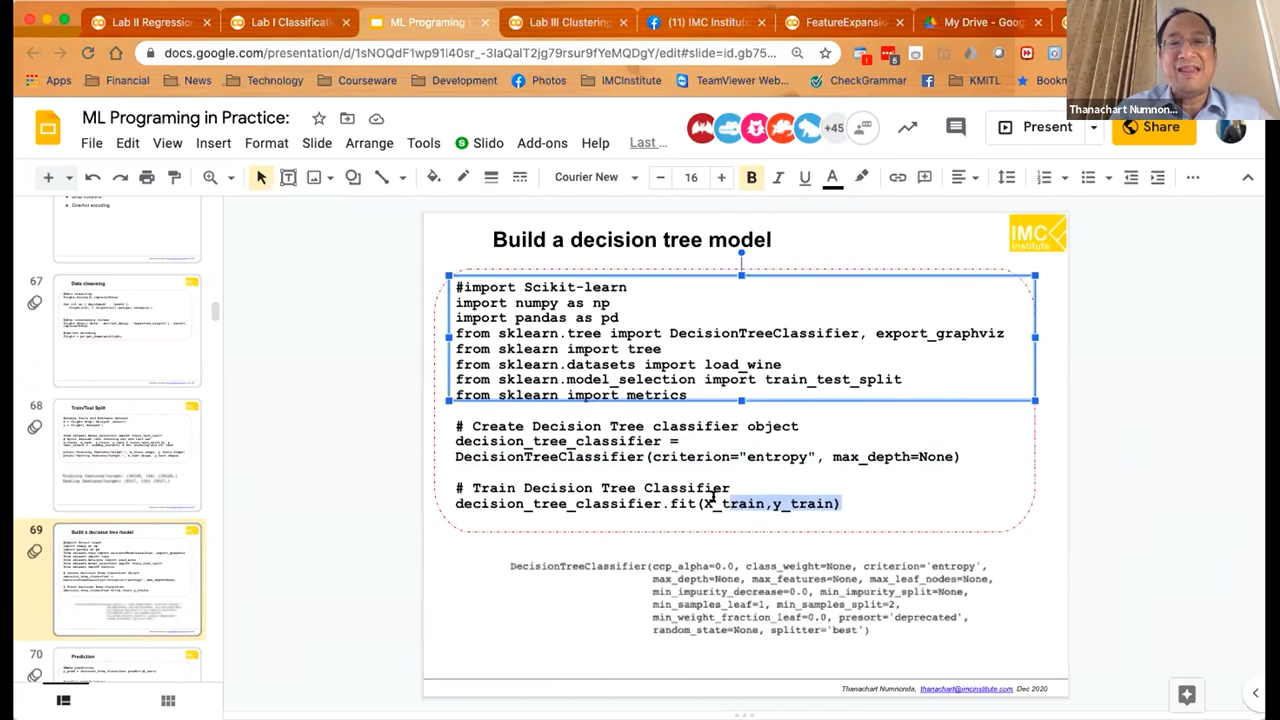 Lab II Regressio
Lab I Classificati
ML Programing in
Lab III Clustering
(11) IMC Institute
FeatureExpansio
My Drive - Goog
docs.google.com/presentation/d/1sNOQdF1wp91l40sr_-3IaQalT2jg79rsur9fYeMQDgY/edit#slide=id.gb75...
Apps
Financial
News
Technology
Courseware
Development
Photos
IMCInstitute
TeamViewer Web...
CheckGrammar
KMITL
Bookm
Thanachart Numnon...
ML Programing in Practice:
+45
Present
Share
File Edit View Insert Format Arrange Tools Slido Add-ons Help Last ...
Courier New
16
B I U A
One-hot encoding
67
Data cleansing
68
Train/Test Split
69
Build a decision tree model
70
Prediction
Build a decision tree model
IMC
Institute
#import Scikit-learn
import numpy as np
import pandas as pd
from sklearn.tree import DecisionTreeClassifier, export_graphviz
from sklearn import tree
from sklearn.datasets import load_wine
from sklearn.model_selection import train_test_split
from sklearn import metrics
# Create Decision Tree classifier object
decision_tree_classifier =
DecisionTreeClassifier(criterion="entropy", max_depth=None)
# Train Decision Tree Classifier
decision_tree_classifier.fit(X_train,y_train)
DecisionTreeClassifier(ccp_alpha=0.0, class_weight=None, criterion='entropy',
max_depth=None, max_features=None, max_leaf_nodes=None,
min_impurity_decrease=0.0, min_impurity_split=None,
min_samples_leaf=1, min_samples_split=2,
min_weight_fraction_leaf=0.0, presort='deprecated',
random_state=None, splitter='best')
Thanachart Numnonda, thanachart@imcinstitute.com Dec 2020